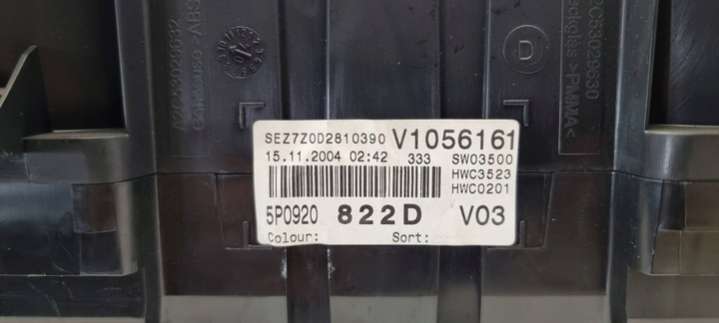 SEZ7Z0D2810390 V1056161
15.11.2004 02:42 333 SW03500
HWC3523
HWC0201
5P0920 822D V03
Colour: Sort: